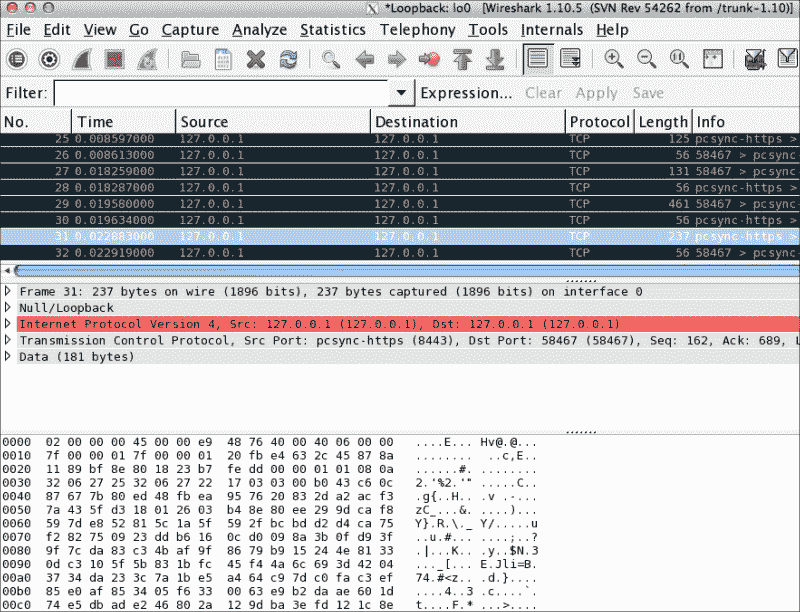 *Loopback: lo0 [Wireshark 1.10.5 (SVN Rev 54262 from /trunk-1.10)]
File Edit View Go Capture Analyze Statistics Telephony Tools Internals Help
Filter: Expression... Clear Apply Save
No. Time Source Destination Protocol Length Info
25 0.008597000 127.0.0.1 127.0.0.1 TCP 125 pcsync-https >
26 0.008613000 127.0.0.1 127.0.0.1 TCP 56 58467 > pcsync-
27 0.018259000 127.0.0.1 127.0.0.1 TCP 131 58467 > pcsync-
28 0.018287000 127.0.0.1 127.0.0.1 TCP 56 pcsync-https >
29 0.019580000 127.0.0.1 127.0.0.1 TCP 461 58467 > pcsync-
30 0.019634000 127.0.0.1 127.0.0.1 TCP 56 pcsync-https >
31 0.022883000 127.0.0.1 127.0.0.1 TCP 237 pcsync-https >
32 0.022919000 127.0.0.1 127.0.0.1 TCP 56 58467 > pcsync-
Frame 31: 237 bytes on wire (1896 bits), 237 bytes captured (1896 bits) on interface 0
Null/Loopback
Internet Protocol Version 4, Src: 127.0.0.1 (127.0.0.1), Dst: 127.0.0.1 (127.0.0.1)
Transmission Control Protocol, Src Port: pcsync-https (8443), Dst Port: 58467 (58467), Seq: 162, Ack: 689, L
Data (181 bytes)
0000 02 00 00 00 45 00 00 e9 48 76 40 00 40 06 00 00 ....E... Hv@.@...
0010 7f 00 00 01 7f 00 00 01 20 fb e4 63 2c 45 87 8a ........ ..c,E..
0020 11 89 bf 8e 80 18 23 b7 fe dd 00 00 01 01 08 0a ......#. ........
0030 32 06 27 25 32 06 27 22 17 03 03 00 b0 43 c6 0c 2.'%2.'" .....C..
0040 87 67 7b 80 ed 48 fb ea 95 76 20 83 2d a2 ac f3 .g{..H.. .v .-...
0050 7a 43 5f d3 18 01 26 03 b4 8e 80 ee 29 9d ca f8 zC_...&. ....)...
0060 59 7d e8 52 81 5c 1a 5f 59 2f bc bd d2 d4 ca 75 Y}.R.\._ Y/.....u
0070 f2 82 75 09 23 dd b6 16 0c d0 09 8a 3b 0f d9 3f ..u.#... ....;..?
0080 9f 7c da 83 c3 4b af 9f 86 79 b9 15 24 4e 81 33 .|...K.. .y..$N.3
0090 0d c3 10 5f 5b 83 1b fc 45 f4 4a 6c 69 3d 42 04 ..._[... E.Jli=B.
00a0 37 34 da 23 3c 7a 1b e5 a4 64 c9 7d c0 fa c3 ef 74.#<z.. .d.}....
00b0 85 e0 af 85 34 05 f6 33 00 63 e9 b2 da ae 60 1d ....4..3 .c....`.
00c0 74 e5 db ad e2 46 80 2a 12 9d ba 3e fd 12 1c 8e t....F.* ...>....